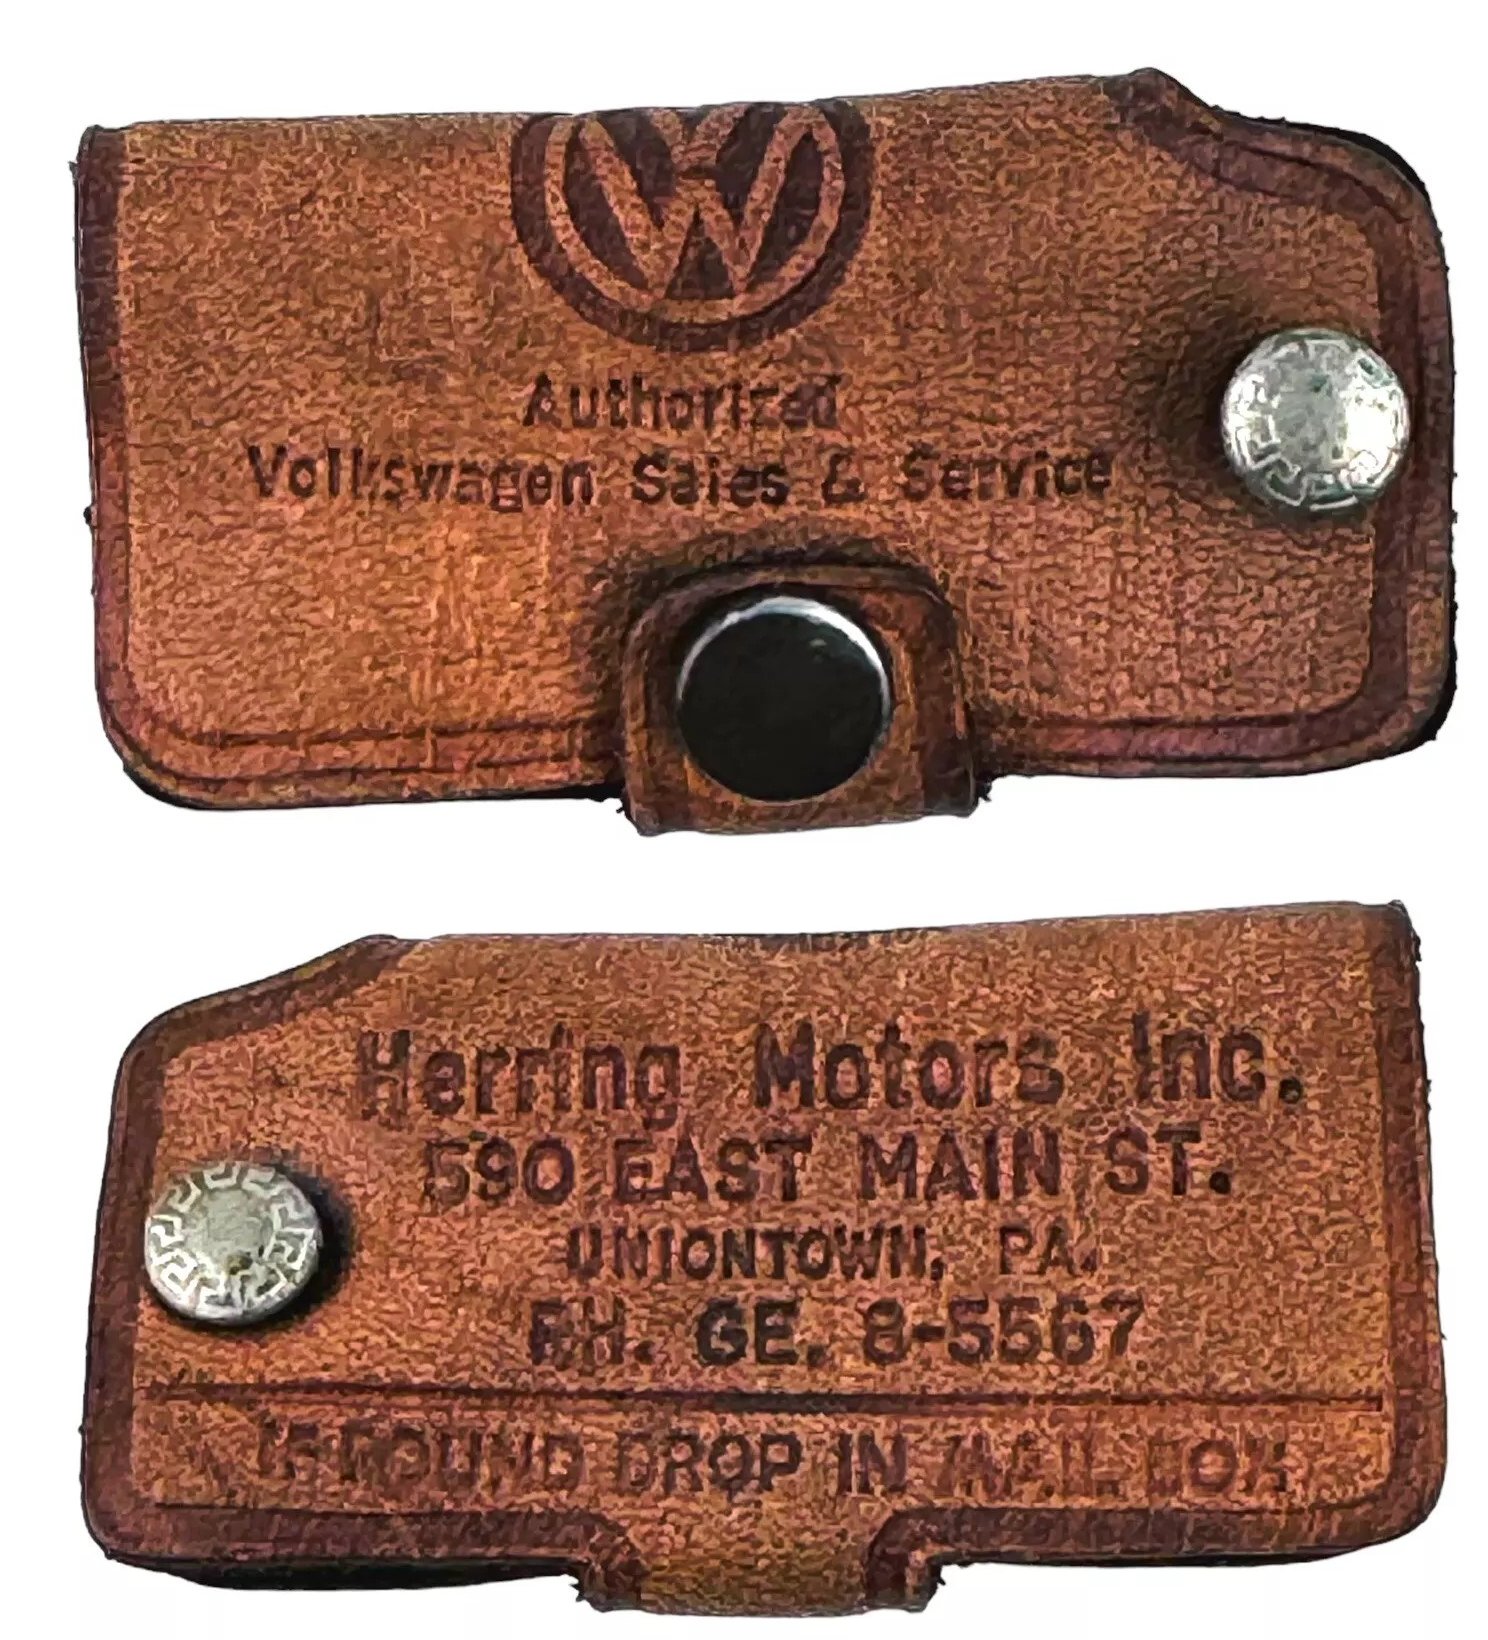 VW
Authorized
Volkswagen Sales & Service
Herring Motors Inc.
590 EAST MAIN ST.
UNIONTOWN, PA.
PH. GE. 8-5567
IF FOUND DROP IN MAIL BOX